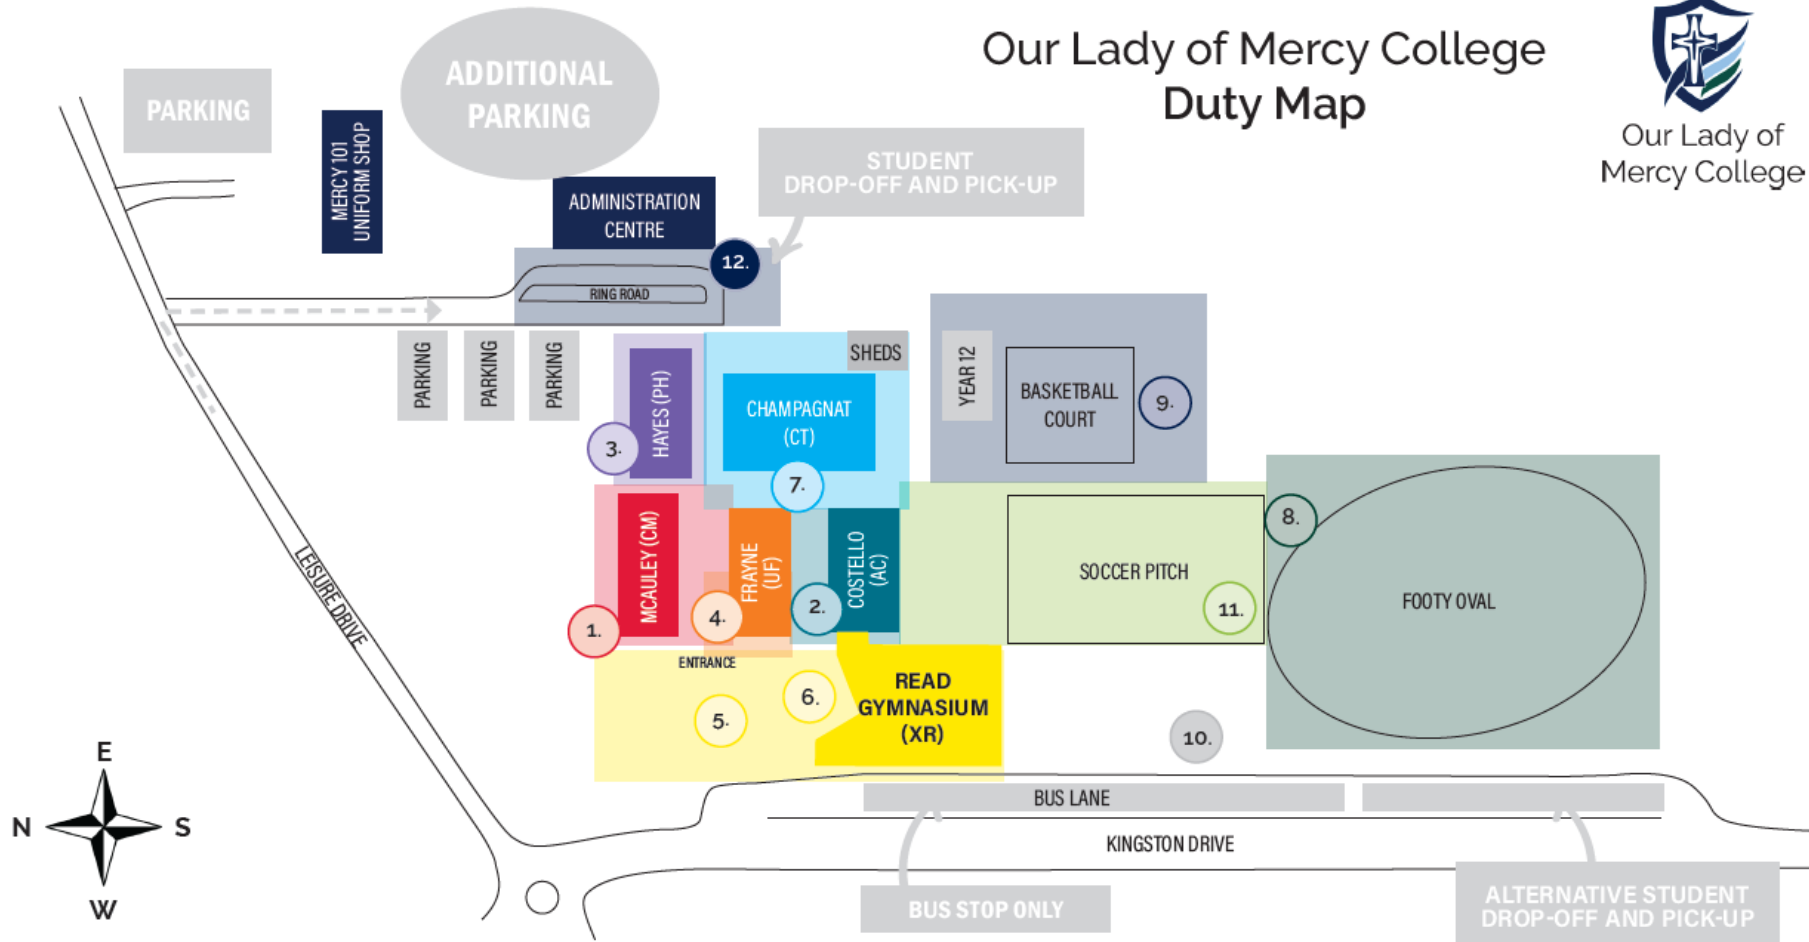 Our Lady of Mercy College
Duty Map
Our Lady of
Mercy College
PARKING
ADDITIONAL
PARKING
MERCY 101
UNIFORM SHOP
STUDENT
DROP-OFF AND PICK-UP
ADMINISTRATION
CENTRE
12.
RING ROAD
PARKING
PARKING
PARKING
HAYES (PH)
3.
SHEDS
CHAMPAGNAT
(CT)
7.
YEAR 12
BASKETBALL
COURT
9.
MCAULEY (CM)
1.
FRAYNE
(UF)
4.
COSTELLO
(AC)
2.
SOCCER PITCH
11.
8.
FOOTY OVAL
LEISURE DRIVE
ENTRANCE
5.
6.
READ
GYMNASIUM
(XR)
10.
E
N
S
W
BUS LANE
KINGSTON DRIVE
BUS STOP ONLY
ALTERNATIVE STUDENT
DROP-OFF AND PICK-UP